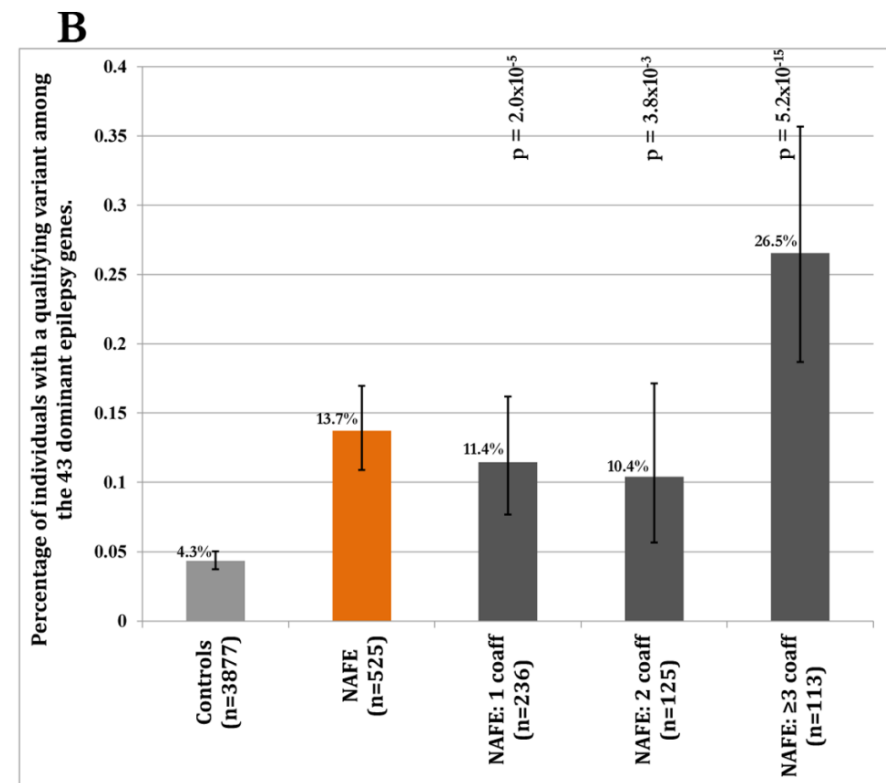 B
Percentage of individuals with a qualifying variant among
the 43 dominant epilepsy genes.
0.4
0.35
0.3
0.25
0.2
0.15
0.1
0.05
0
p = 2.0x10-5
p = 3.8x10-3
p = 5.2x10-15
4.3%
13.7%
11.4%
10.4%
26.5%
Controls
(n=3877)
NAFE
(n=525)
NAFE: 1 coaff
(n=236)
NAFE: 2 coaff
(n=125)
NAFE: ≥3 coaff
(n=113)